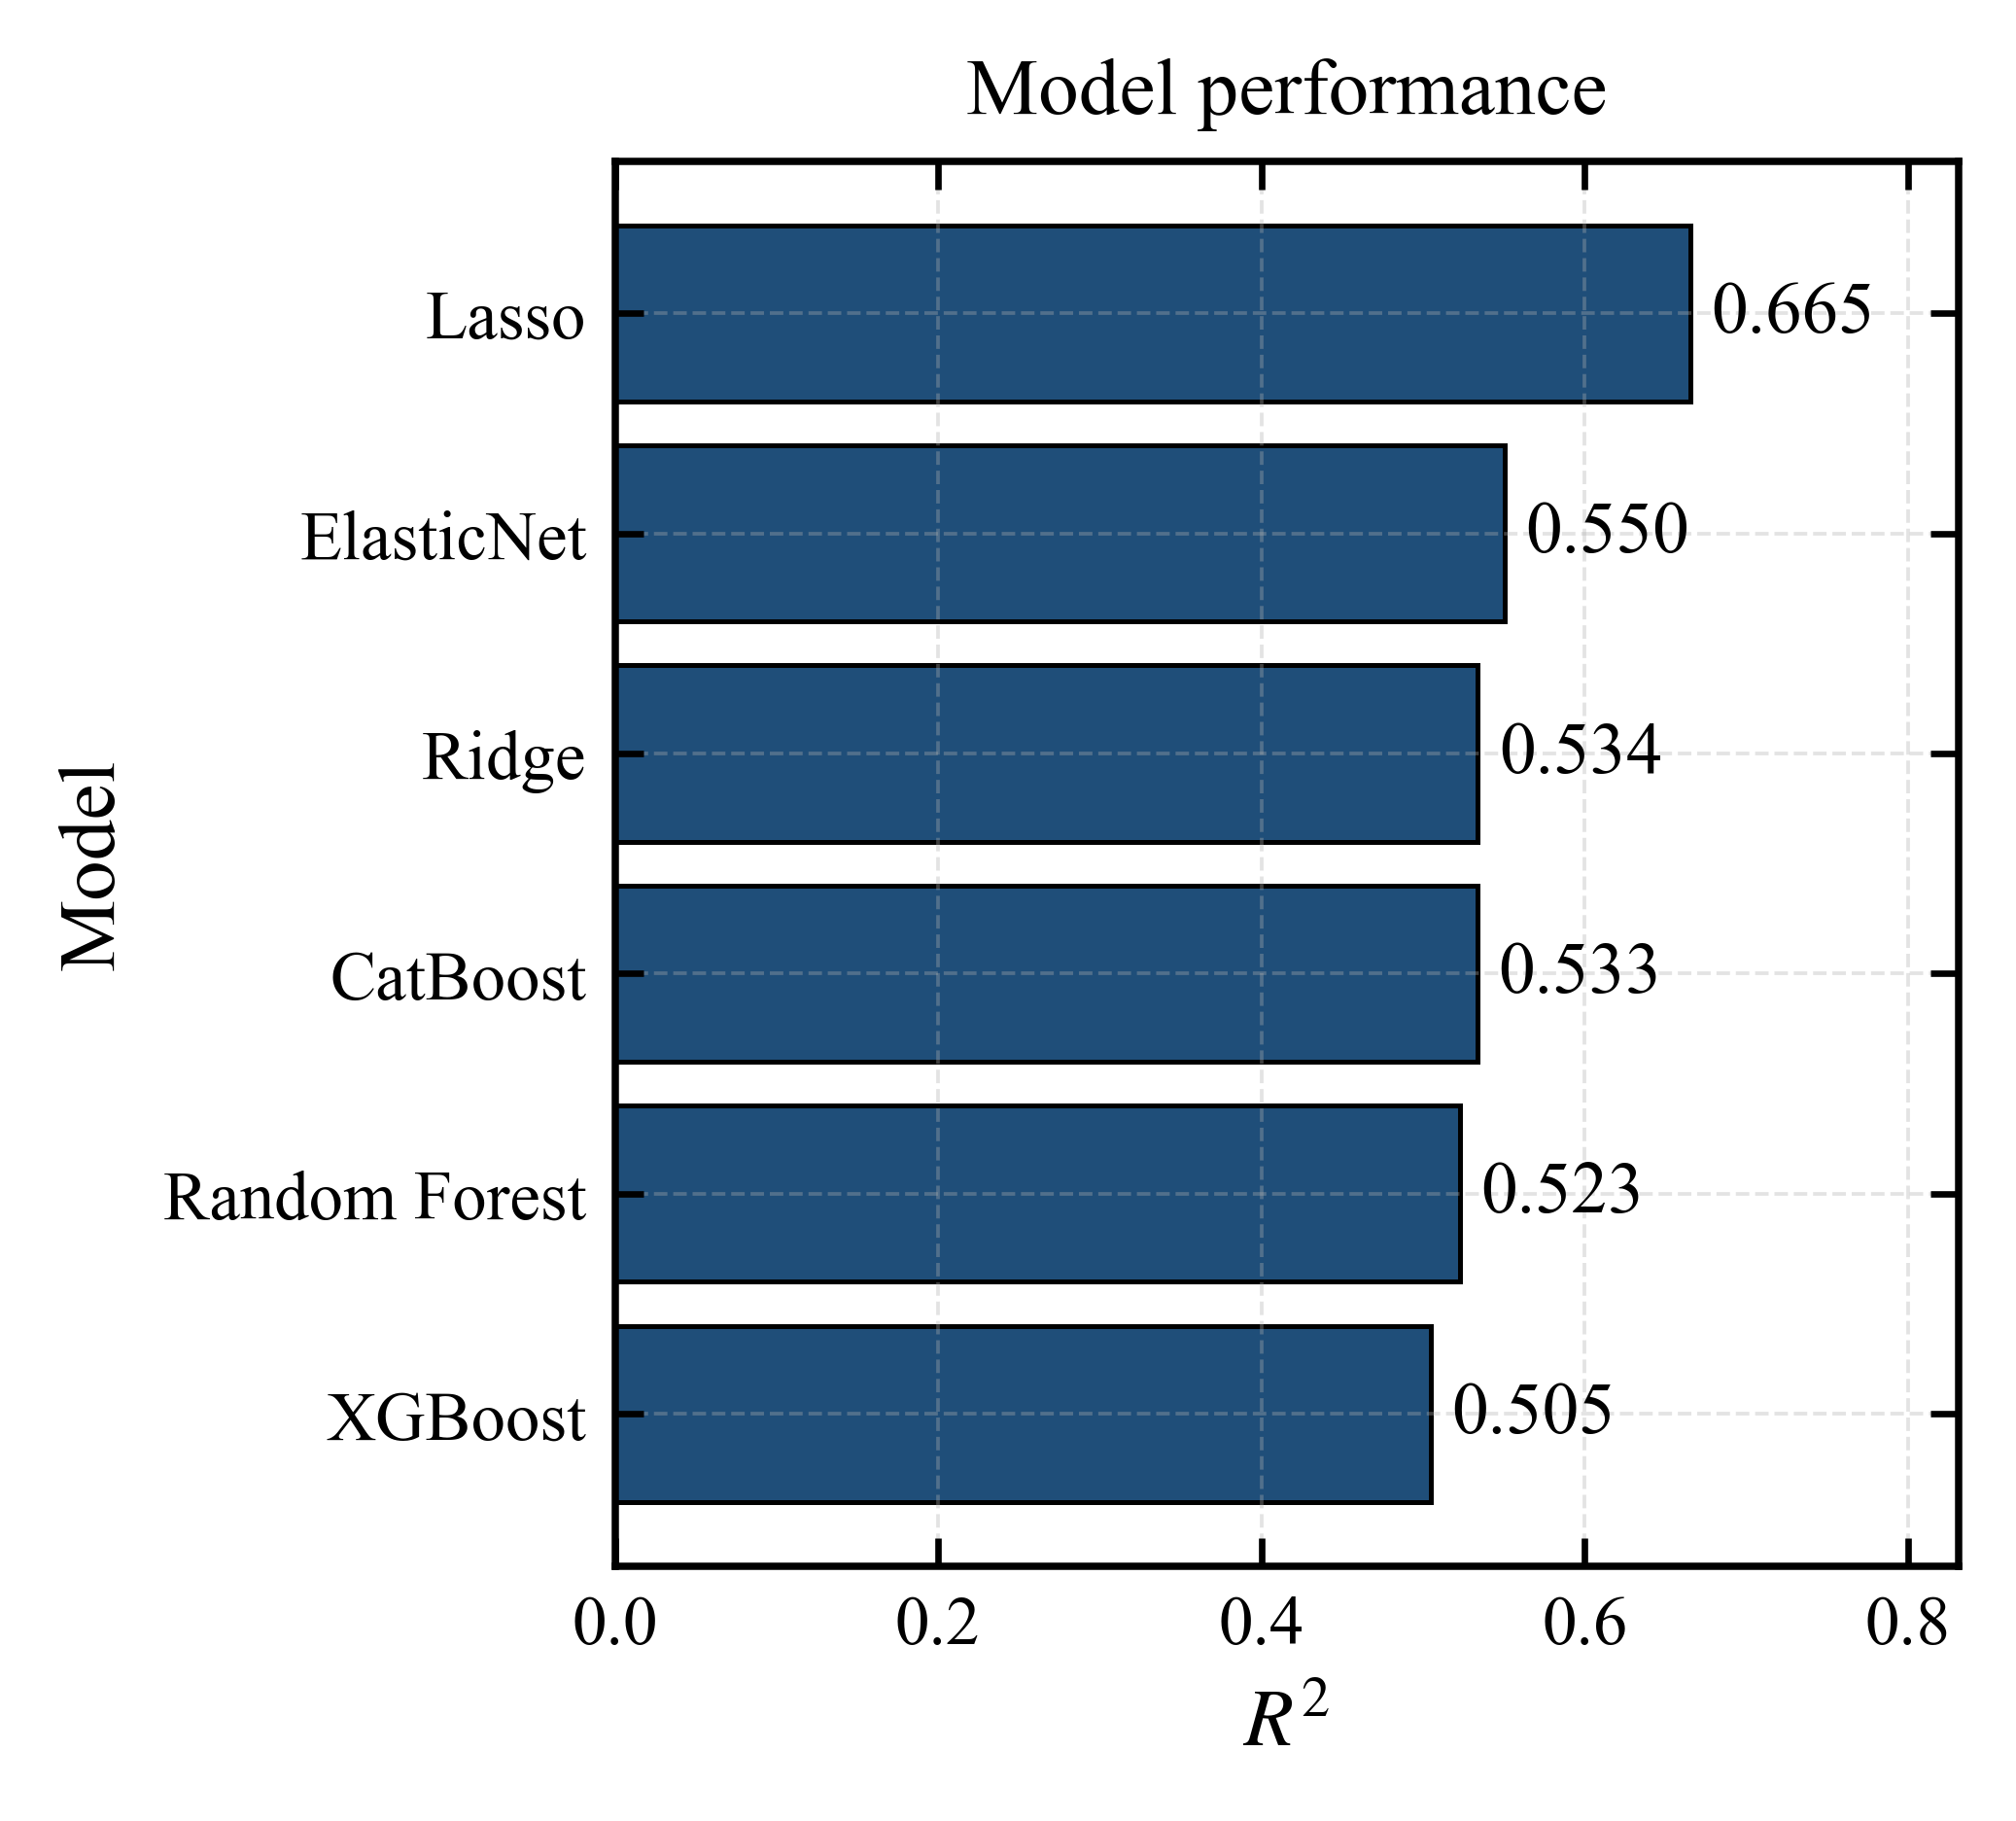 Model performance
Lasso 0.665
ElasticNet 0.550
Ridge 0.534
Model
CatBoost 0.533
Random Forest 0.523
XGBoost 0.505
0.0 0.2 0.4 0.6 0.8
R²